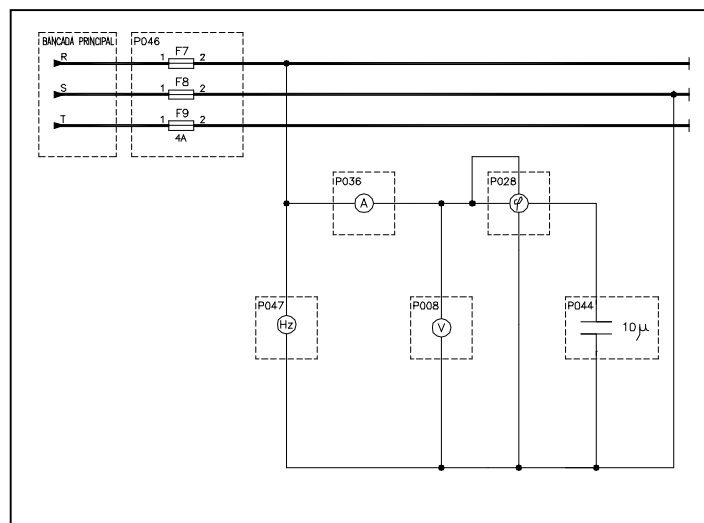 BANCADA PRINCIPAL P046
R 1 F7 2
S 1 F8 2
T 1 F9 2
4A
P036 P028
A φ
P047 P008 P044
Hz V 10μ